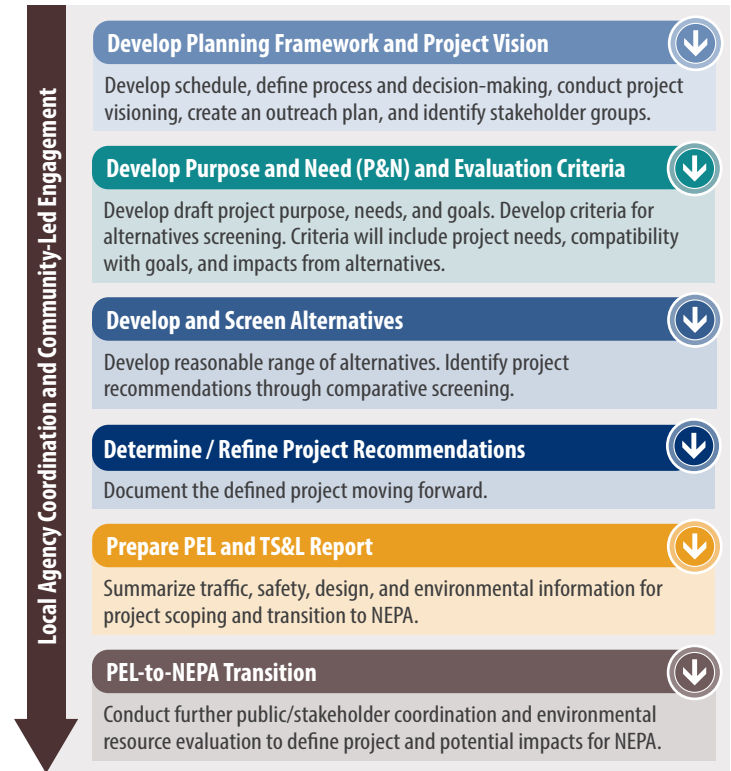 Local Agency Coordination and Community-Led Engagement
Develop Planning Framework and Project Vision
Develop schedule, define process and decision-making, conduct project
visioning, create an outreach plan, and identify stakeholder groups.
Develop Purpose and Need (P&N) and Evaluation Criteria
Develop draft project purpose, needs, and goals. Develop criteria for
alternatives screening. Criteria will include project needs, compatibility
with goals, and impacts from alternatives.
Develop and Screen Alternatives
Develop reasonable range of alternatives. Identify project
recommendations through comparative screening.
Determine / Refine Project Recommendations
Document the defined project moving forward.
Prepare PEL and TS&L Report
Summarize traffic, safety, design, and environmental information for
project scoping and transition to NEPA.
PEL-to-NEPA Transition
Conduct further public/stakeholder coordination and environmental
resource evaluation to define project and potential impacts for NEPA.